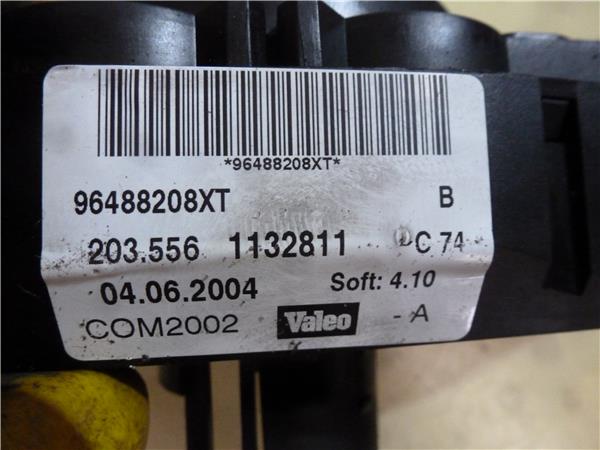 *96488208XT*
96488208XT B
203.556 1132811 C 74
04.06.2004 Soft: 4.10
COM2002 Valeo - A